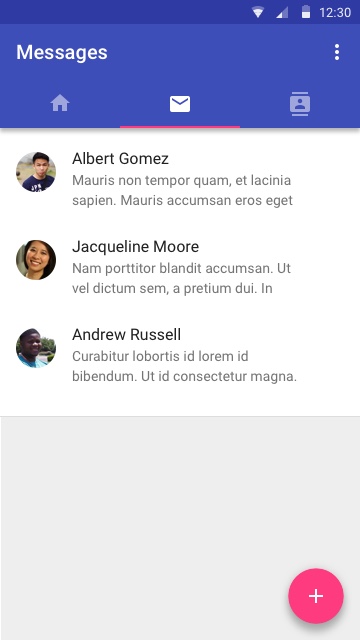 12:30
Messages
Albert Gomez
Mauris non tempor quam, et lacinia
sapien. Mauris accumsan eros eget
Jacqueline Moore
Nam porttitor blandit accumsan. Ut
vel dictum sem, a pretium dui. In
Andrew Russell
Curabitur lobortis id lorem id
bibendum. Ut id consectetur magna.